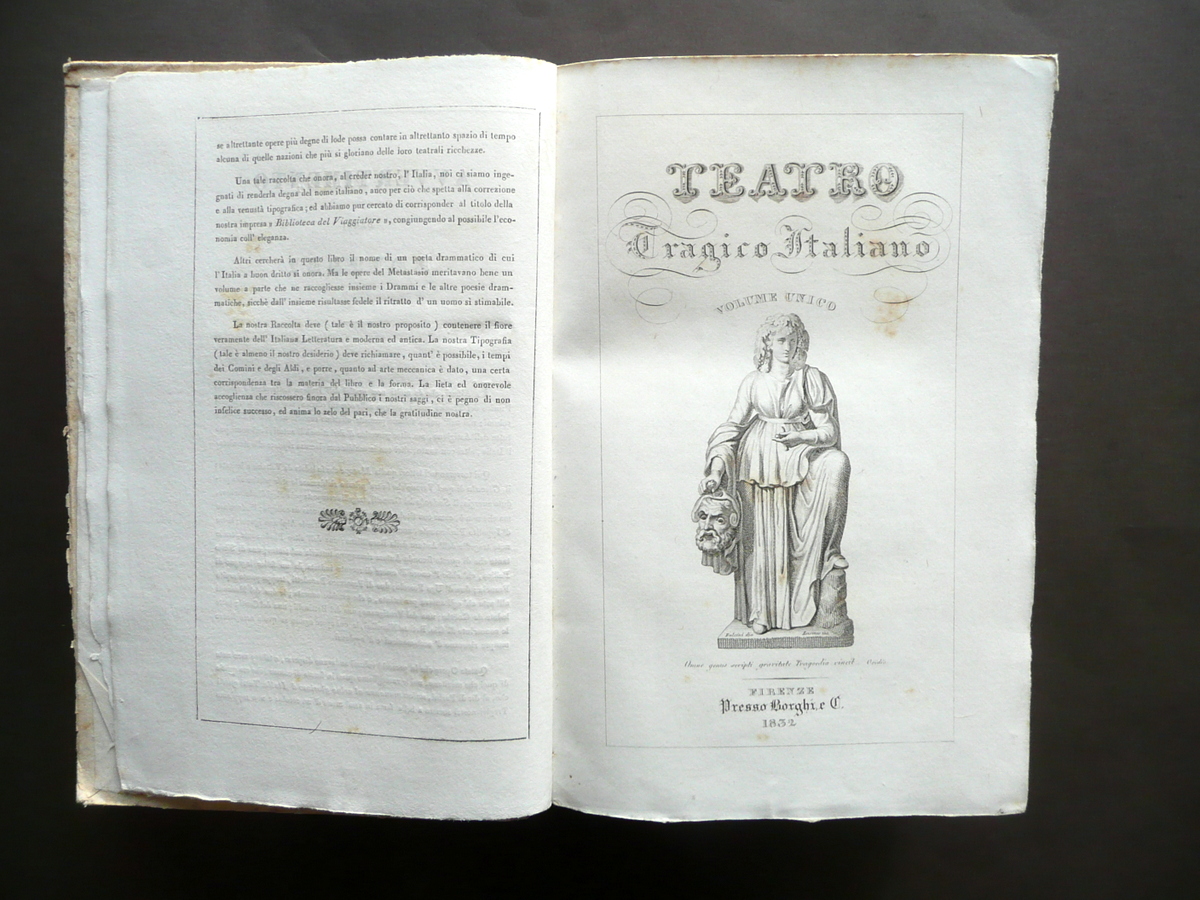 se altrettante opere più degne di lode possa contare in altrettanto spazio di tempo
alcuna di quelle nazioni che più si gloriano delle loro teatrali ricchezze.
Una tale raccolta che onora, al creder nostro, l' Italia, noi ci siamo inge-
gnati di renderla degna del nome italiano, anco per ciò che spetta alla correzione
e alla venustà tipografica; ed abbiamo pur cercato di corrisponder al titolo della
nostra impresa » Biblioteca del Viaggiatore », congiungendo al possibile l'eco-
nomia coll' eleganza.
Altri cercherà in questo libro il nome di un poeta drammatico di cui
l' Italia a buon dritto si onora. Ma le opere del Metastasio meritavano bene un
volume a parte che ne raccogliesse insieme i Drammi e le altre poesie dram-
matiche, sicchè dall' insieme risultasse fedele il ritratto d' un uomo sì stimabile.
La nostra Raccolta deve ( tale è il nostro proposito ) contenere il fiore
veramente dell' Italiana Letteratura e moderna ed antica. La nostra Tipografia
( tale è almeno il nostro desiderio ) deve richiamare, quant' è possibile, i tempi
dei Comini e degli Aldi, e porre, quanto ad arte meccanica è dato, una certa
corrispondenza tra la materia del libro e la forma. La lieta ed onorevole
accoglienza che riscossero finora dal Pubblico i nostri saggi, ci è pegno di non
infelice successo, ed anima lo zelo del pari, che la gratitudine nostra.
TEATRO
Tragico Italiano
VOLUME UNICO
Omne genus scripti gravitate Tragoedia vincit. Ovidio
FIRENZE
Presso Borghi, e C.
1832